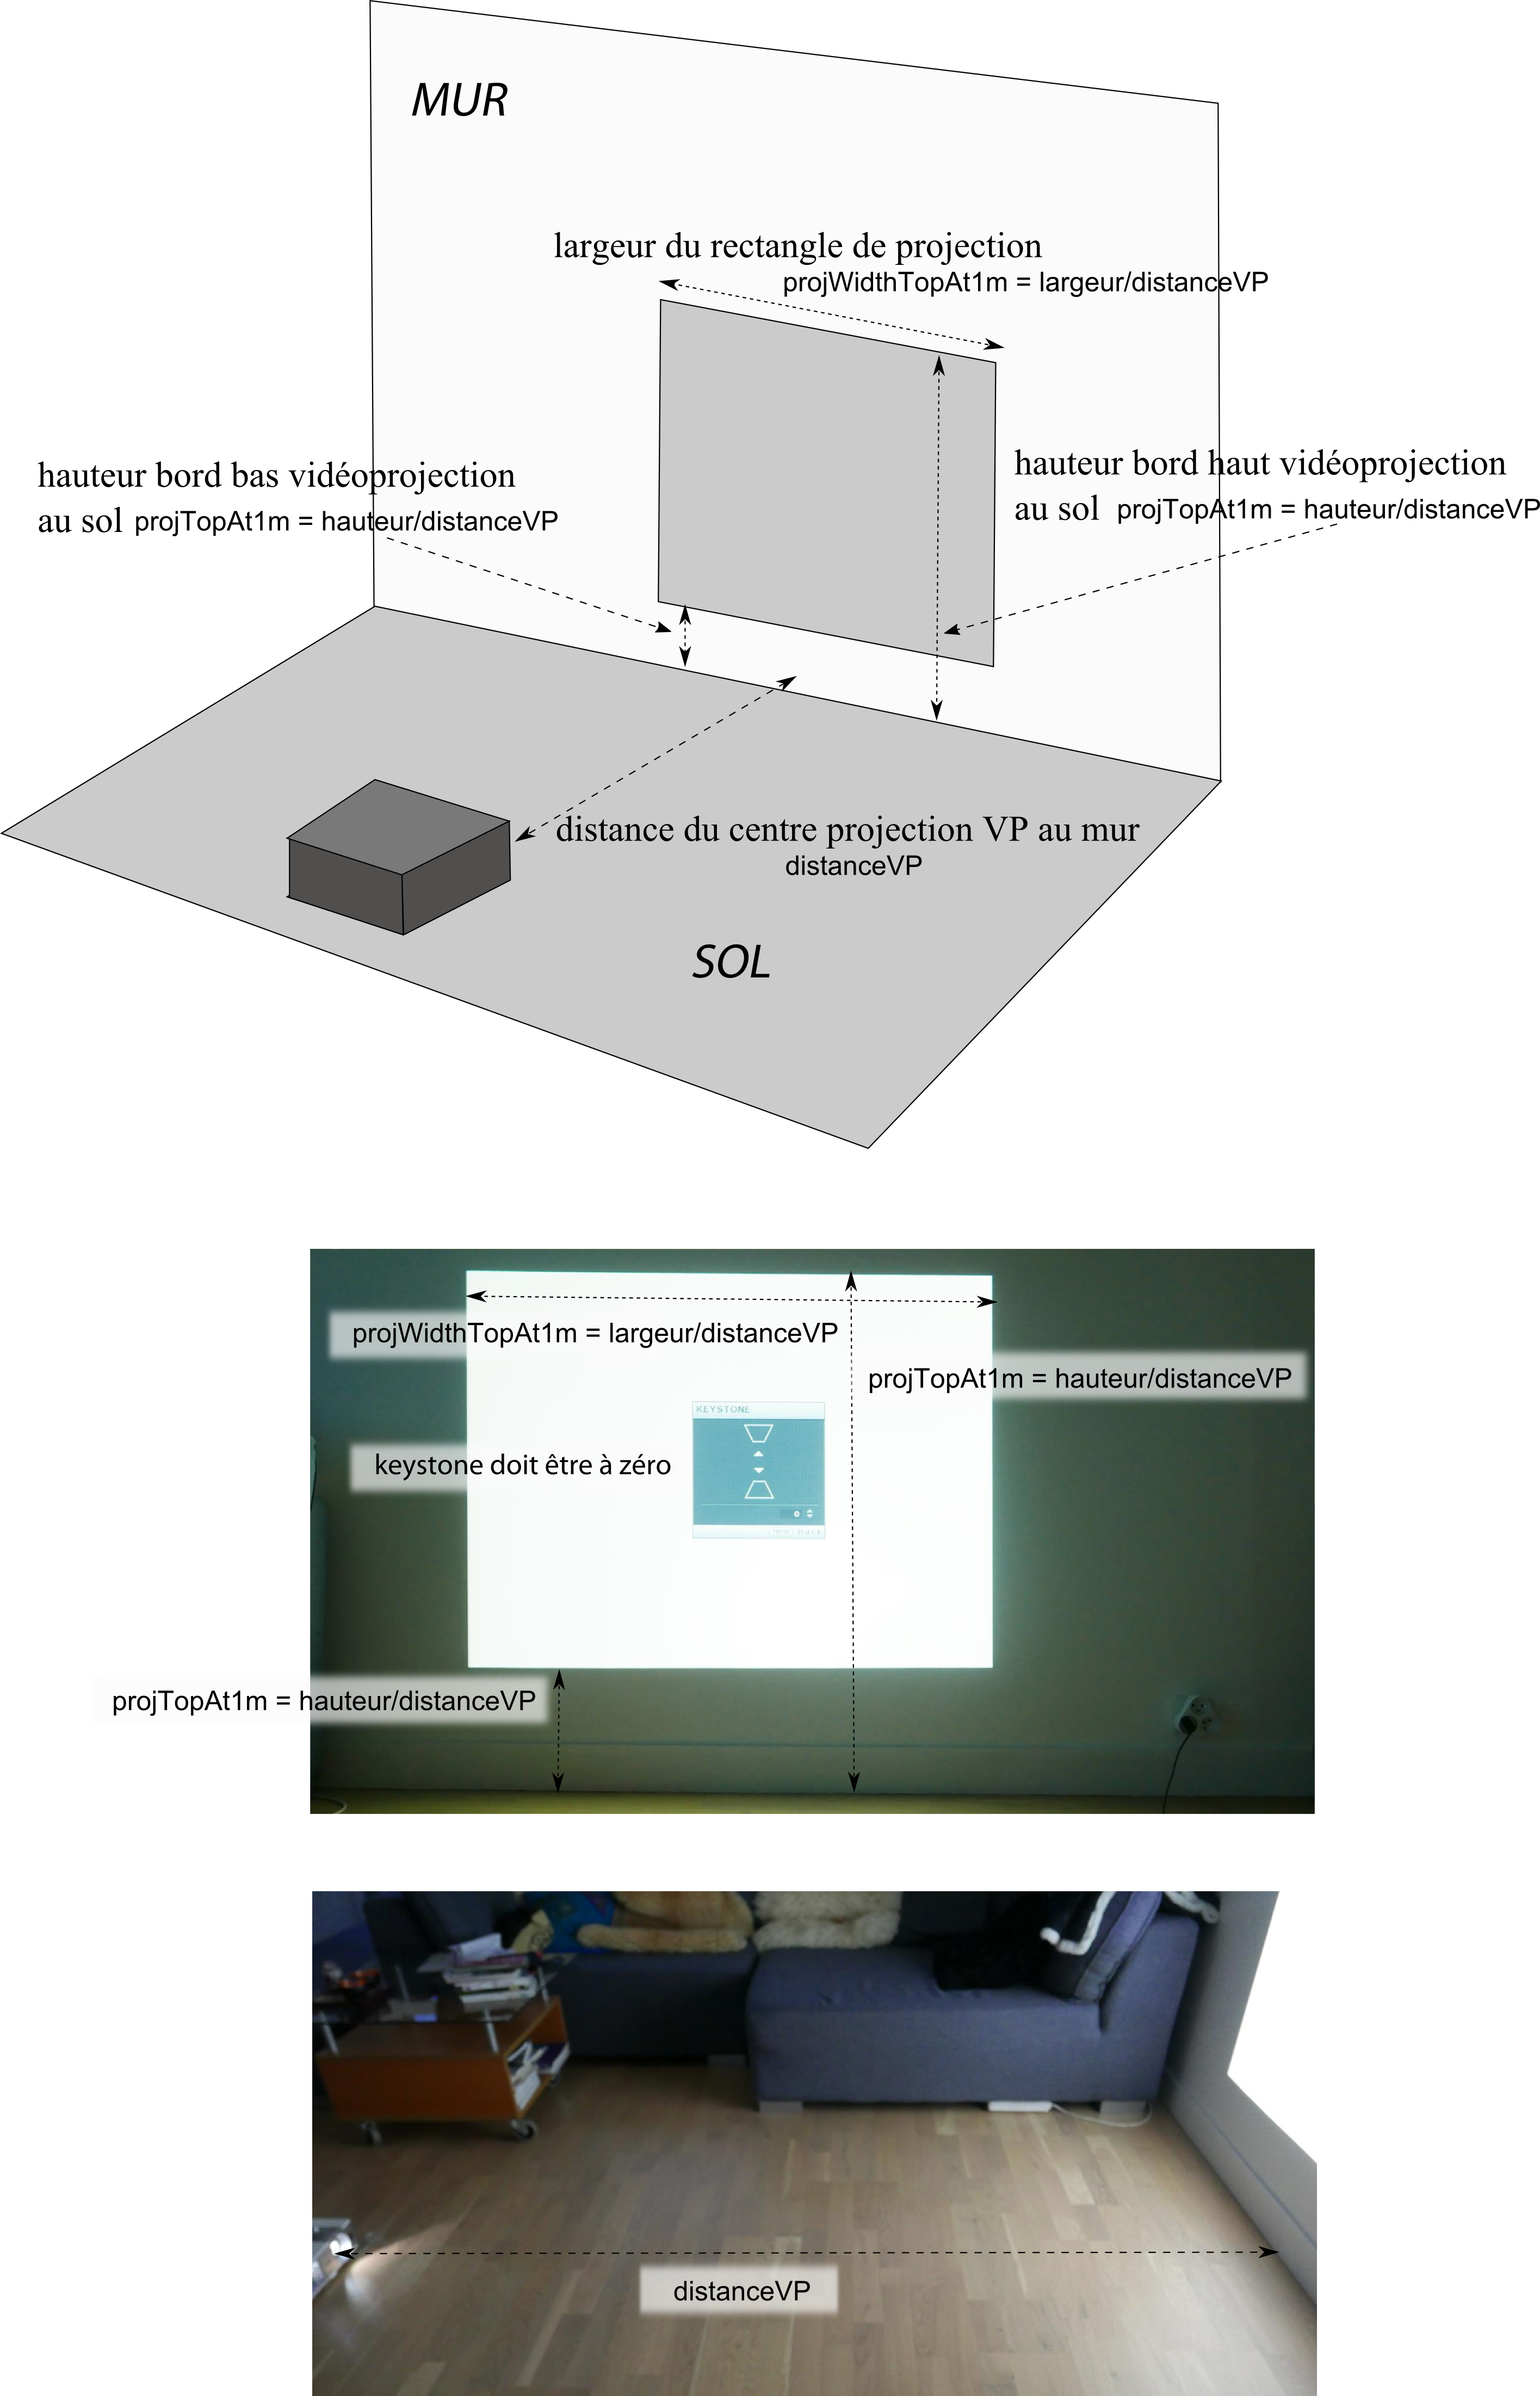 MUR
largeur du rectangle de projection
projWidthTopAt1m = largeur/distanceVP
hauteur bord bas vidéoprojection
au sol projTopAt1m = hauteur/distanceVP
hauteur bord haut vidéoprojection
au sol projTopAt1m = hauteur/distanceVP
distance du centre projection VP au mur
distanceVP
SOL
projWidthTopAt1m = largeur/distanceVP
projTopAt1m = hauteur/distanceVP
KEYSTONE
keystone doit être à zéro
0
projTopAt1m = hauteur/distanceVP
distanceVP